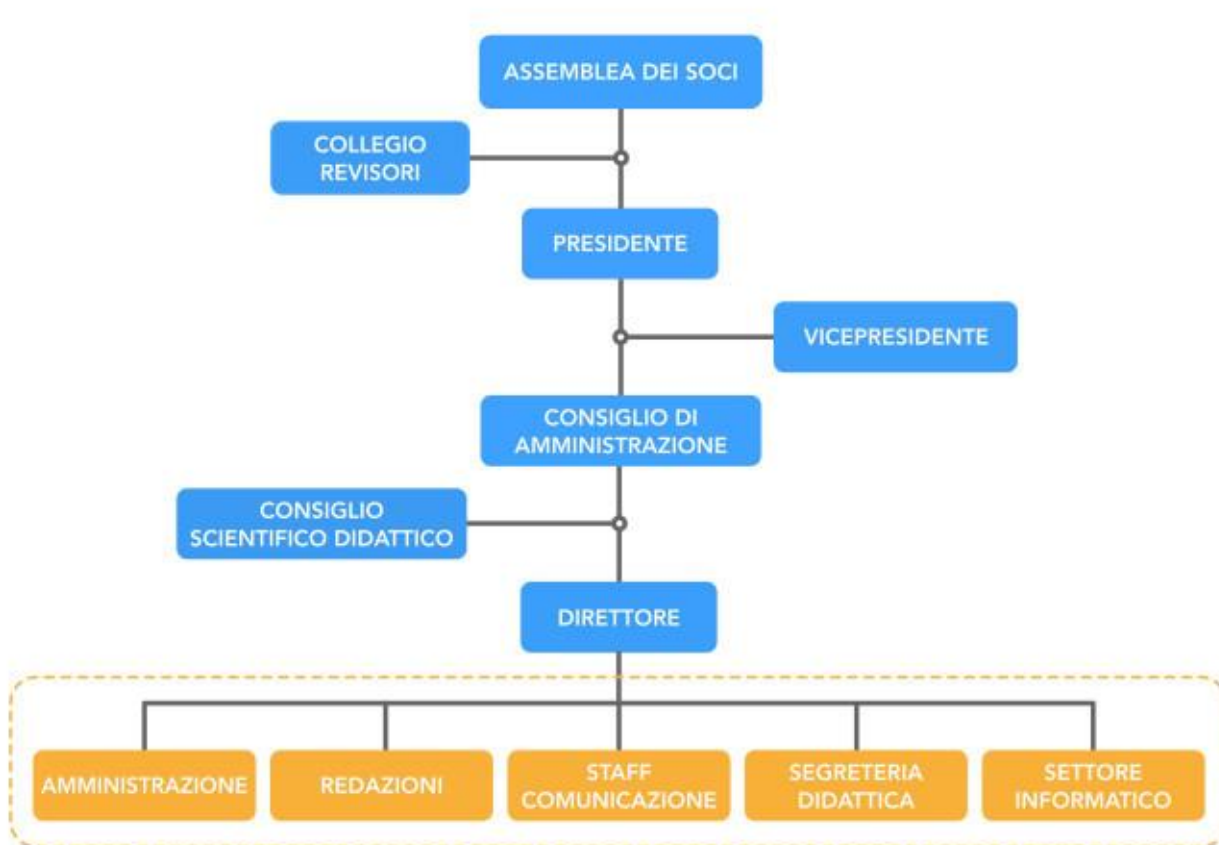 ASSEMBLEA DEI SOCI
COLLEGIO
REVISORI
PRESIDENTE
VICEPRESIDENTE
CONSIGLIO DI
AMMINISTRAZIONE
CONSIGLIO
SCIENTIFICO DIDATTICO
DIRETTORE
AMMINISTRAZIONE
REDAZIONI
STAFF
COMUNICAZIONE
SEGRETERIA
DIDATTICA
SETTORE
INFORMATICO